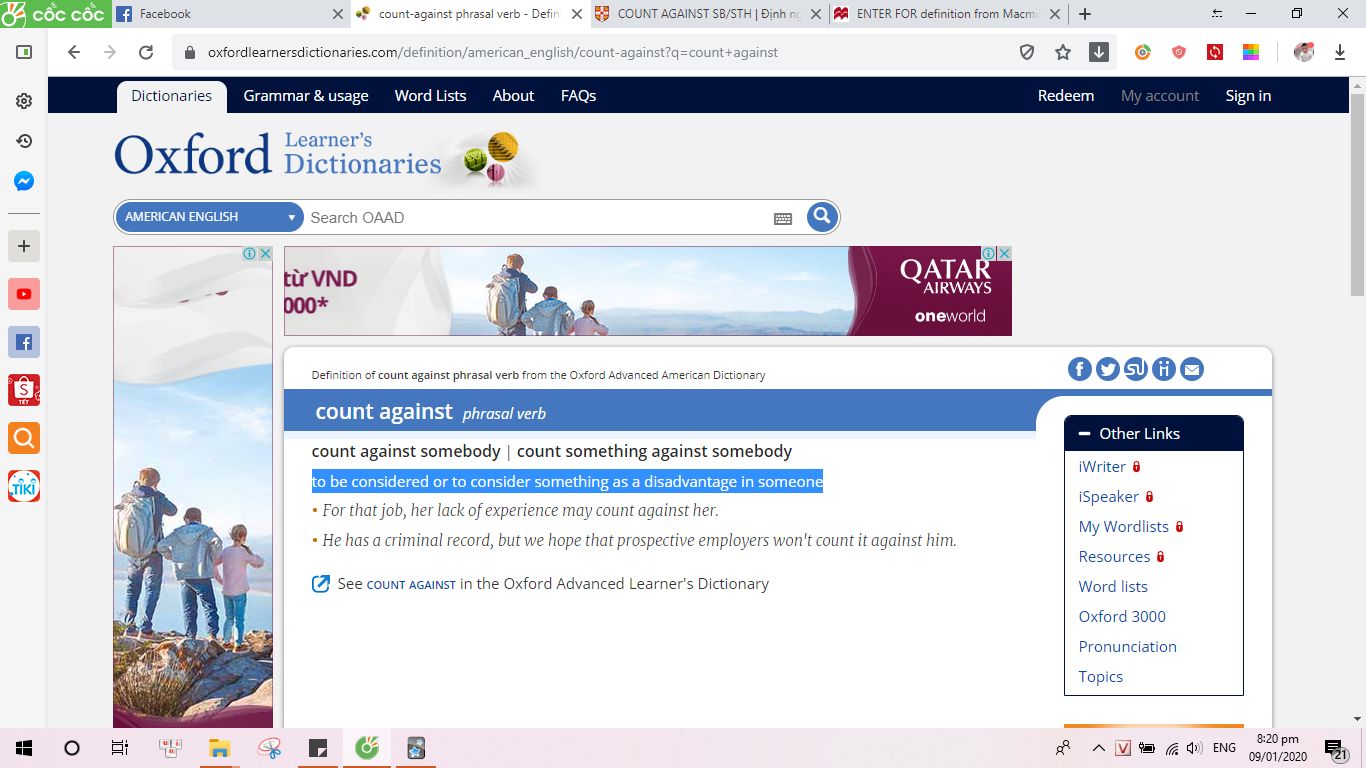 cốc cốc
Facebook
count-against phrasal verb - Defin
COUNT AGAINST SB/STH | Định ng
ENTER FOR definition from Macmi
oxfordlearnersdictionaries.com/definition/american_english/count-against?q=count+against
Dictionaries
Grammar & usage
Word Lists
About
FAQs
Redeem
My account
Sign in
Oxford Learner's Dictionaries
AMERICAN ENGLISH
Search OAAD
từ VND
000*
QATAR
AIRWAYS
oneworld
Definition of count against phrasal verb from the Oxford Advanced American Dictionary
count against phrasal verb
count against somebody | count something against somebody
to be considered or to consider something as a disadvantage in someone
• For that job, her lack of experience may count against her.
• He has a criminal record, but we hope that prospective employers won't count it against him.
See COUNT AGAINST in the Oxford Advanced Learner's Dictionary
Other Links
iWriter
iSpeaker
My Wordlists
Resources
Word lists
Oxford 3000
Pronunciation
Topics
TẾT
TIKI
ENG
8:20 pm
09/01/2020
21